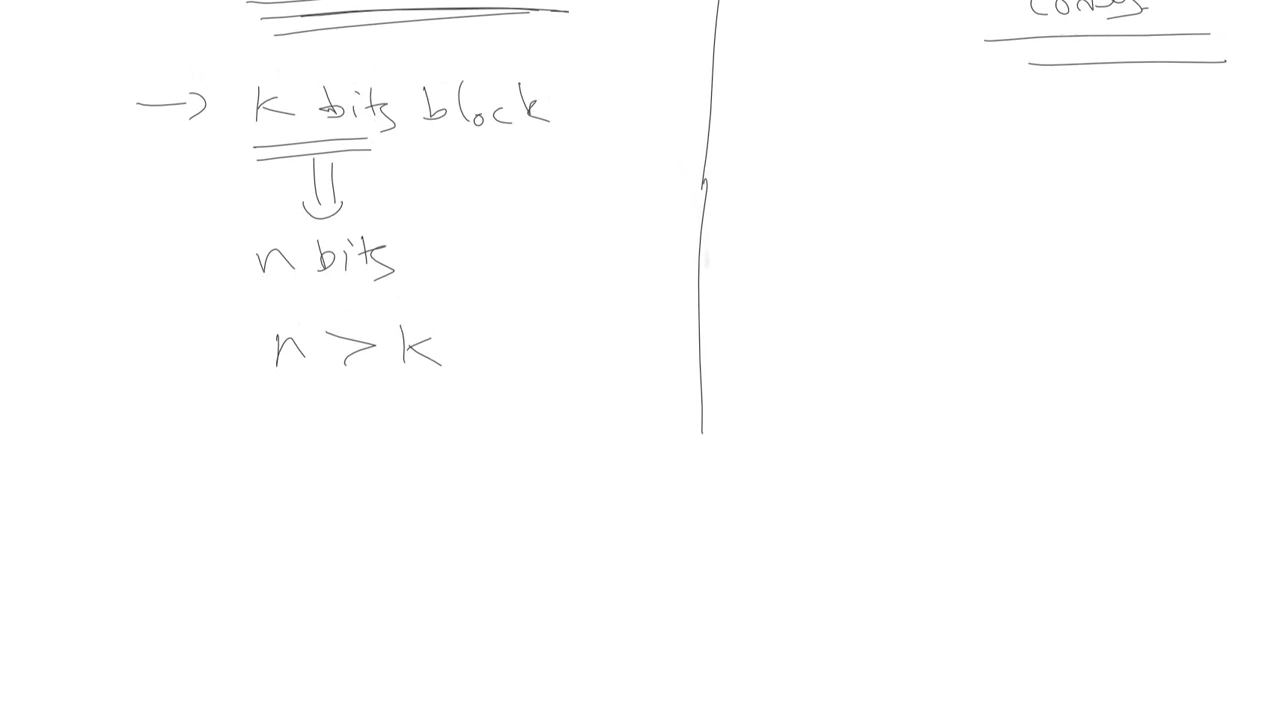 → k bits block
⇓
n bits
n > k